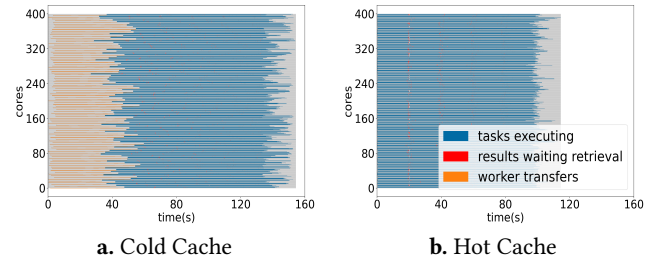 400
320
240
160
80
0
cores
0 40 80 120 160
time(s)
a. Cold Cache
400
320
240
160
80
0
cores
tasks executing
results waiting retrieval
worker transfers
0 40 80 120 160
time(s)
b. Hot Cache